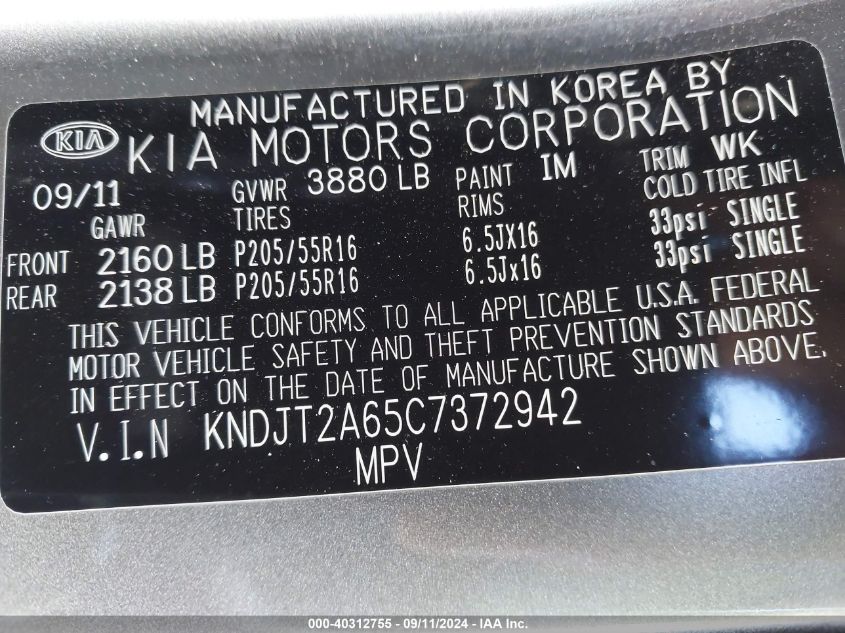 MANUFACTURED IN KOREA BY
KIA KIA MOTORS CORPORATION
09/11 GVWR 3880 LB PAINT IM TRIM WK
GAWR TIRES RIMS COLD TIRE INFL
FRONT 2160 LB P205/55R16 6.5JX16 33psi SINGLE
REAR 2138 LB P205/55R16 6.5Jx16 33psi SINGLE
THIS VEHICLE CONFORMS TO ALL APPLICABLE U.S.A. FEDERAL
MOTOR VEHICLE SAFETY AND THEFT PREVENTION STANDARDS
IN EFFECT ON THE DATE OF MANUFACTURE SHOWN ABOVE.
V.I.N KNDJT2A65C7372942
MPV
000-40312755 - 09/11/2024 - IAA Inc.